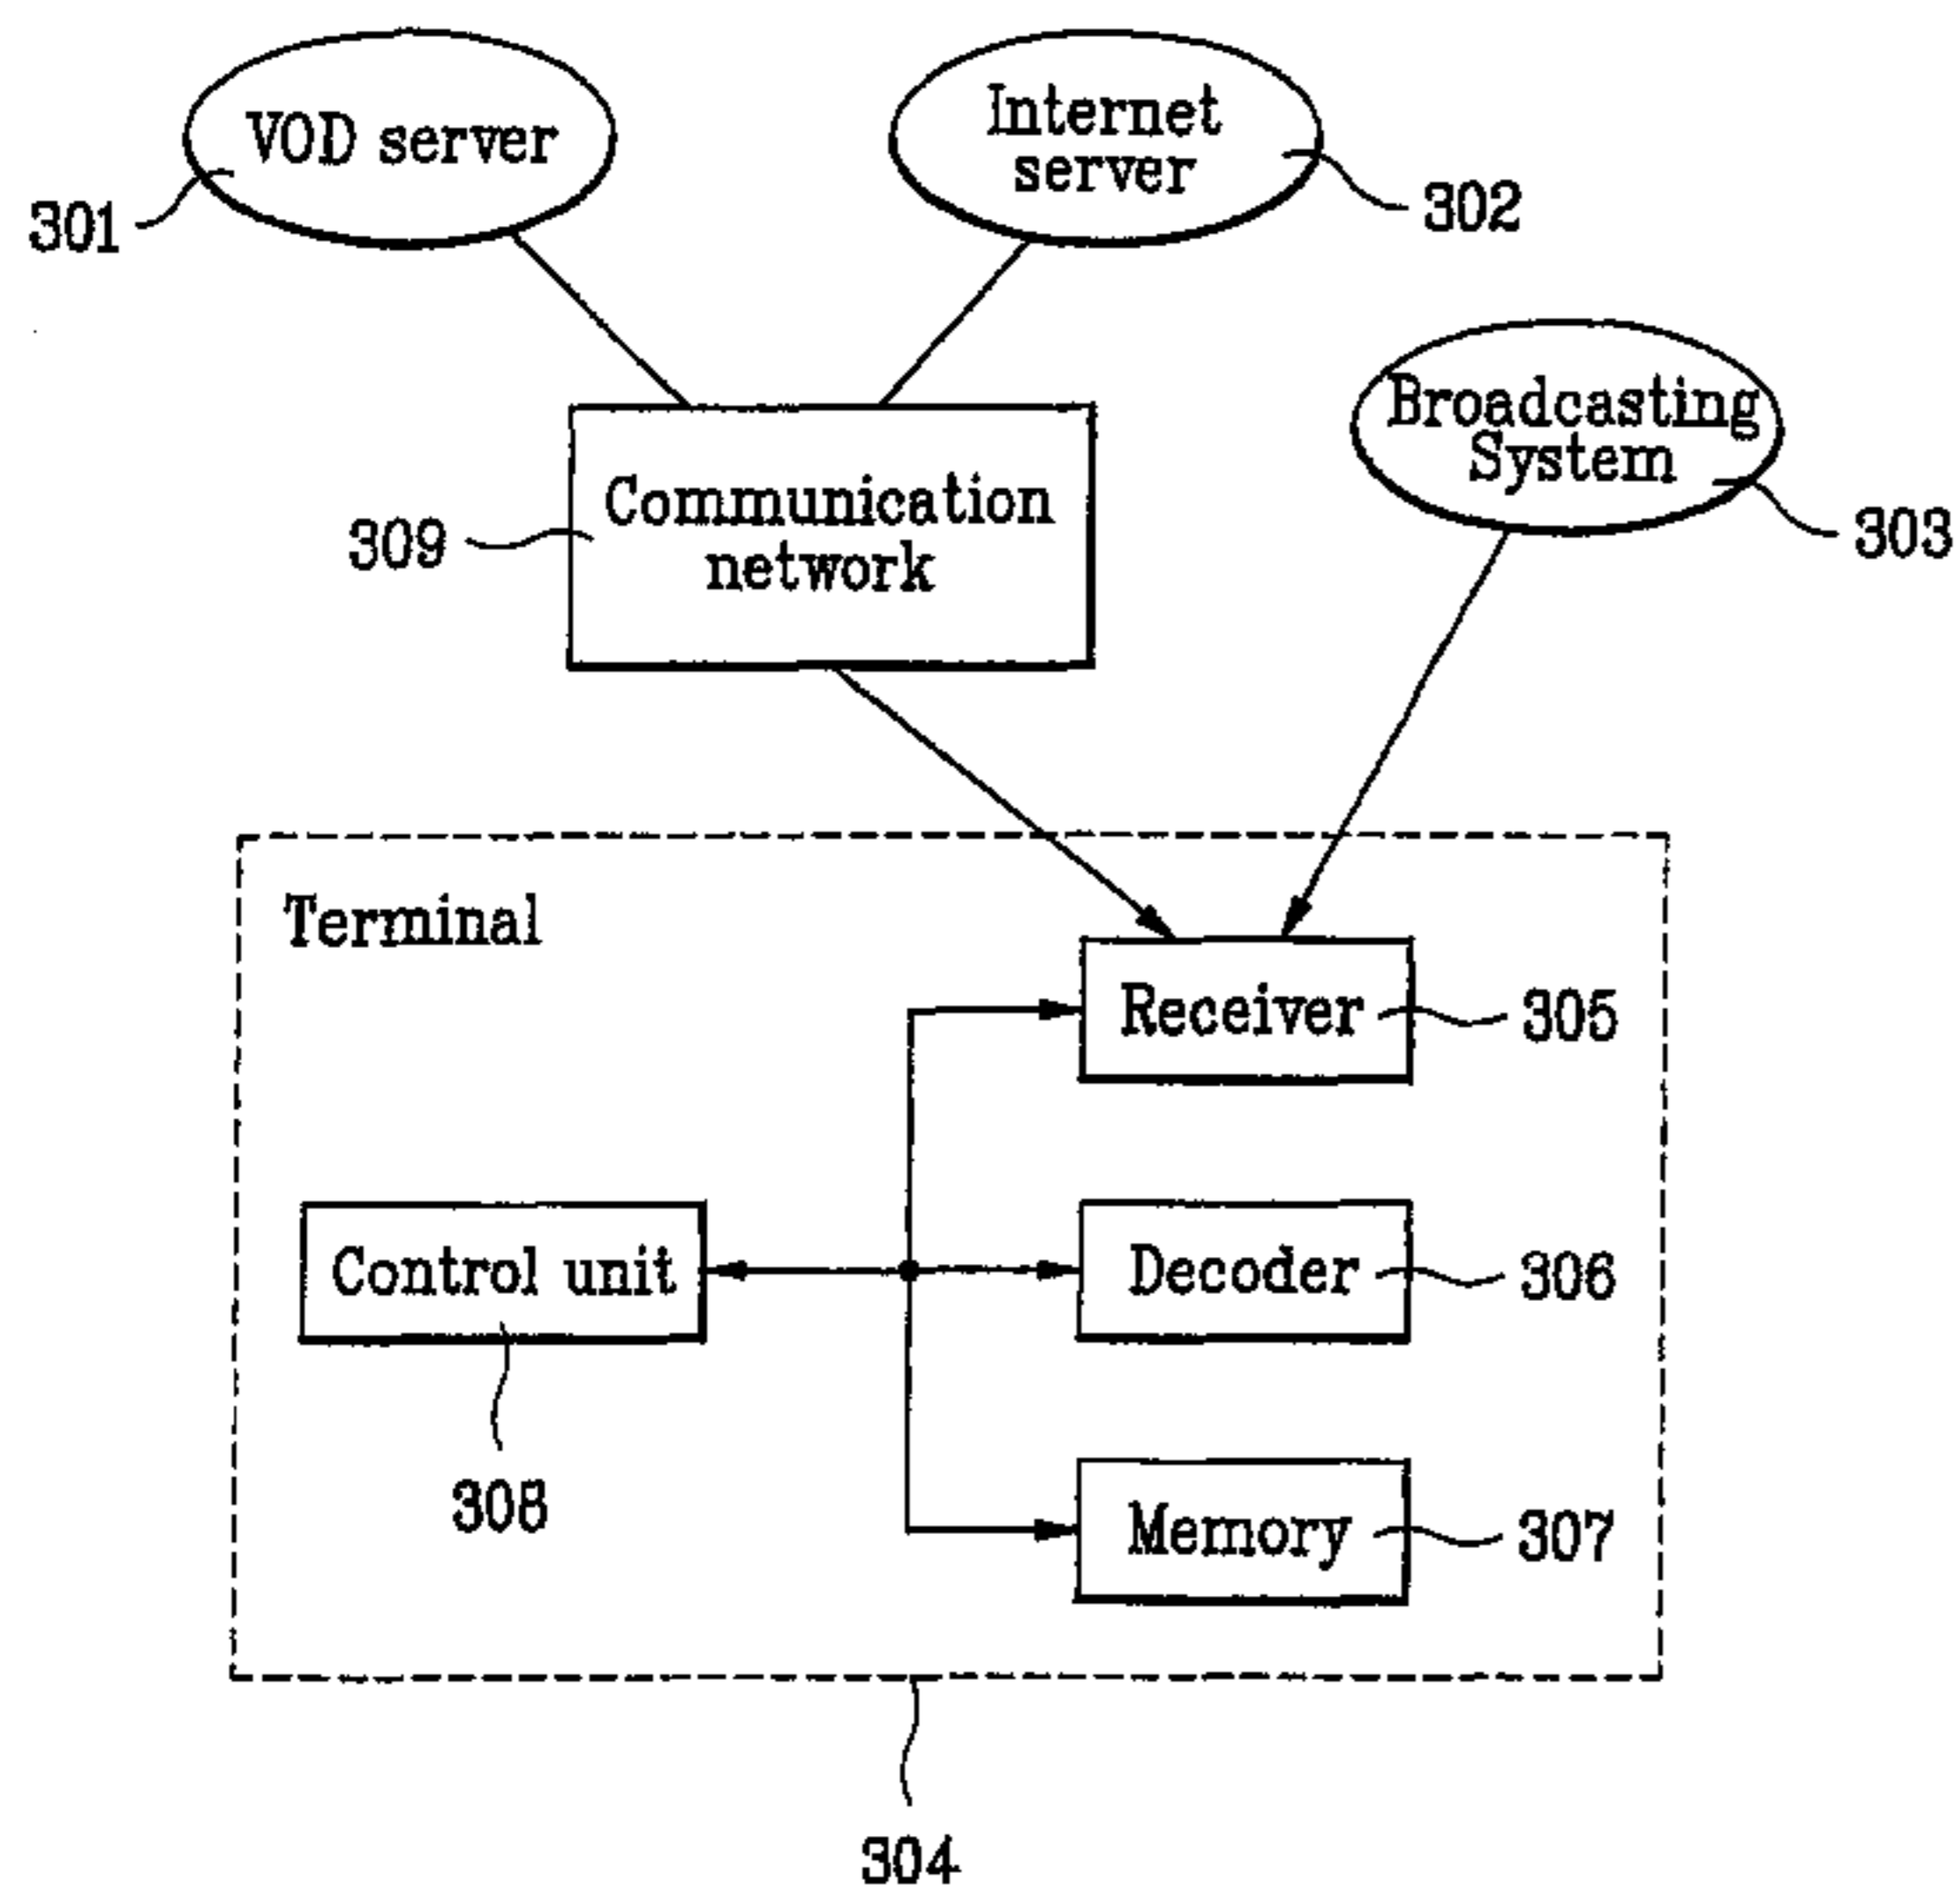 VOD server
301
Internet
server
302
Broadcasting
System
303
Communication
network
309
Terminal
Receiver
305
Control unit
308
Decoder
306
Memory
307
304